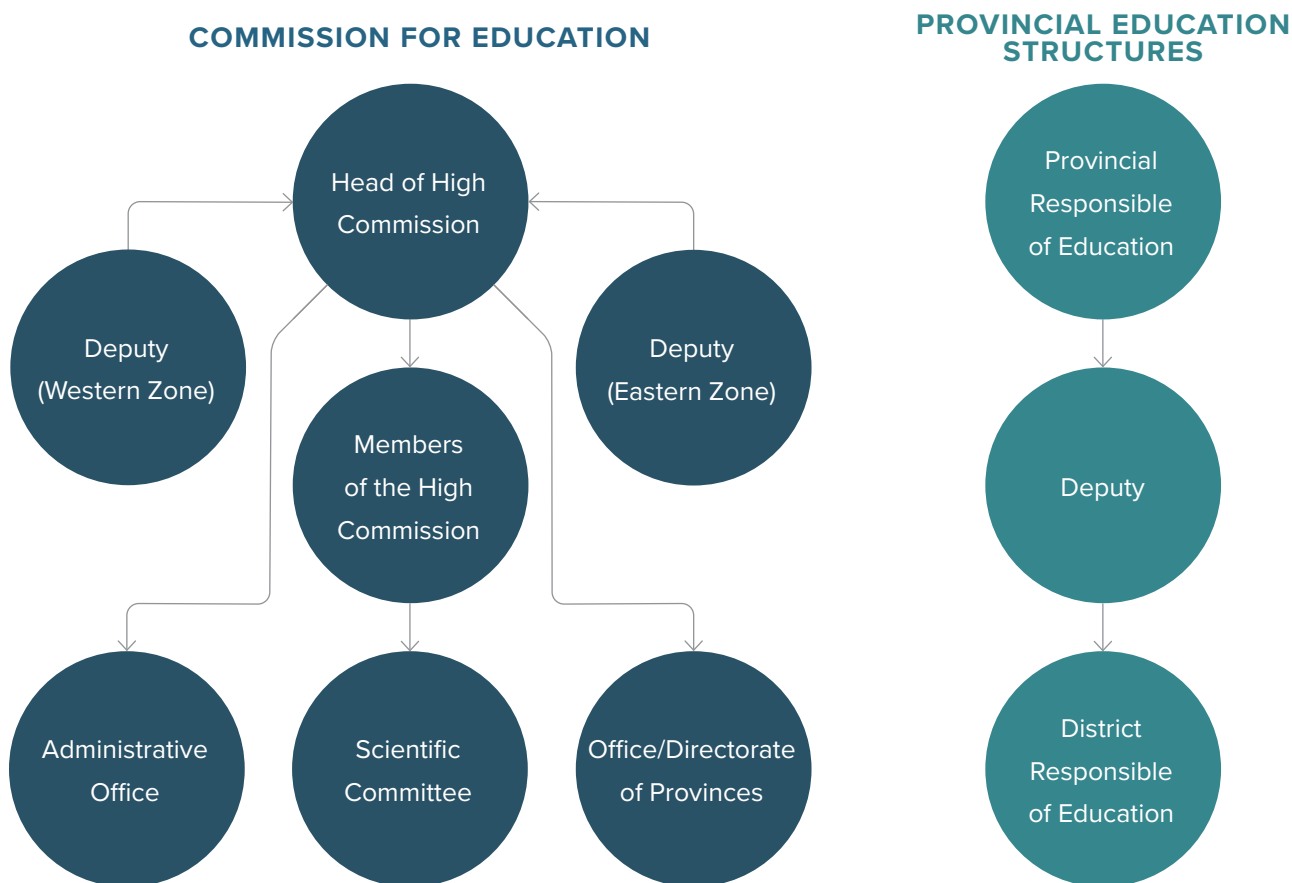 COMMISSION FOR EDUCATION
PROVINCIAL EDUCATION
STRUCTURES
Head of High
Commission
Deputy
(Western Zone)
Deputy
(Eastern Zone)
Members
of the High
Commission
Administrative
Office
Scientific
Committee
Office/Directorate
of Provinces
Provincial
Responsible
of Education
Deputy
District
Responsible
of Education